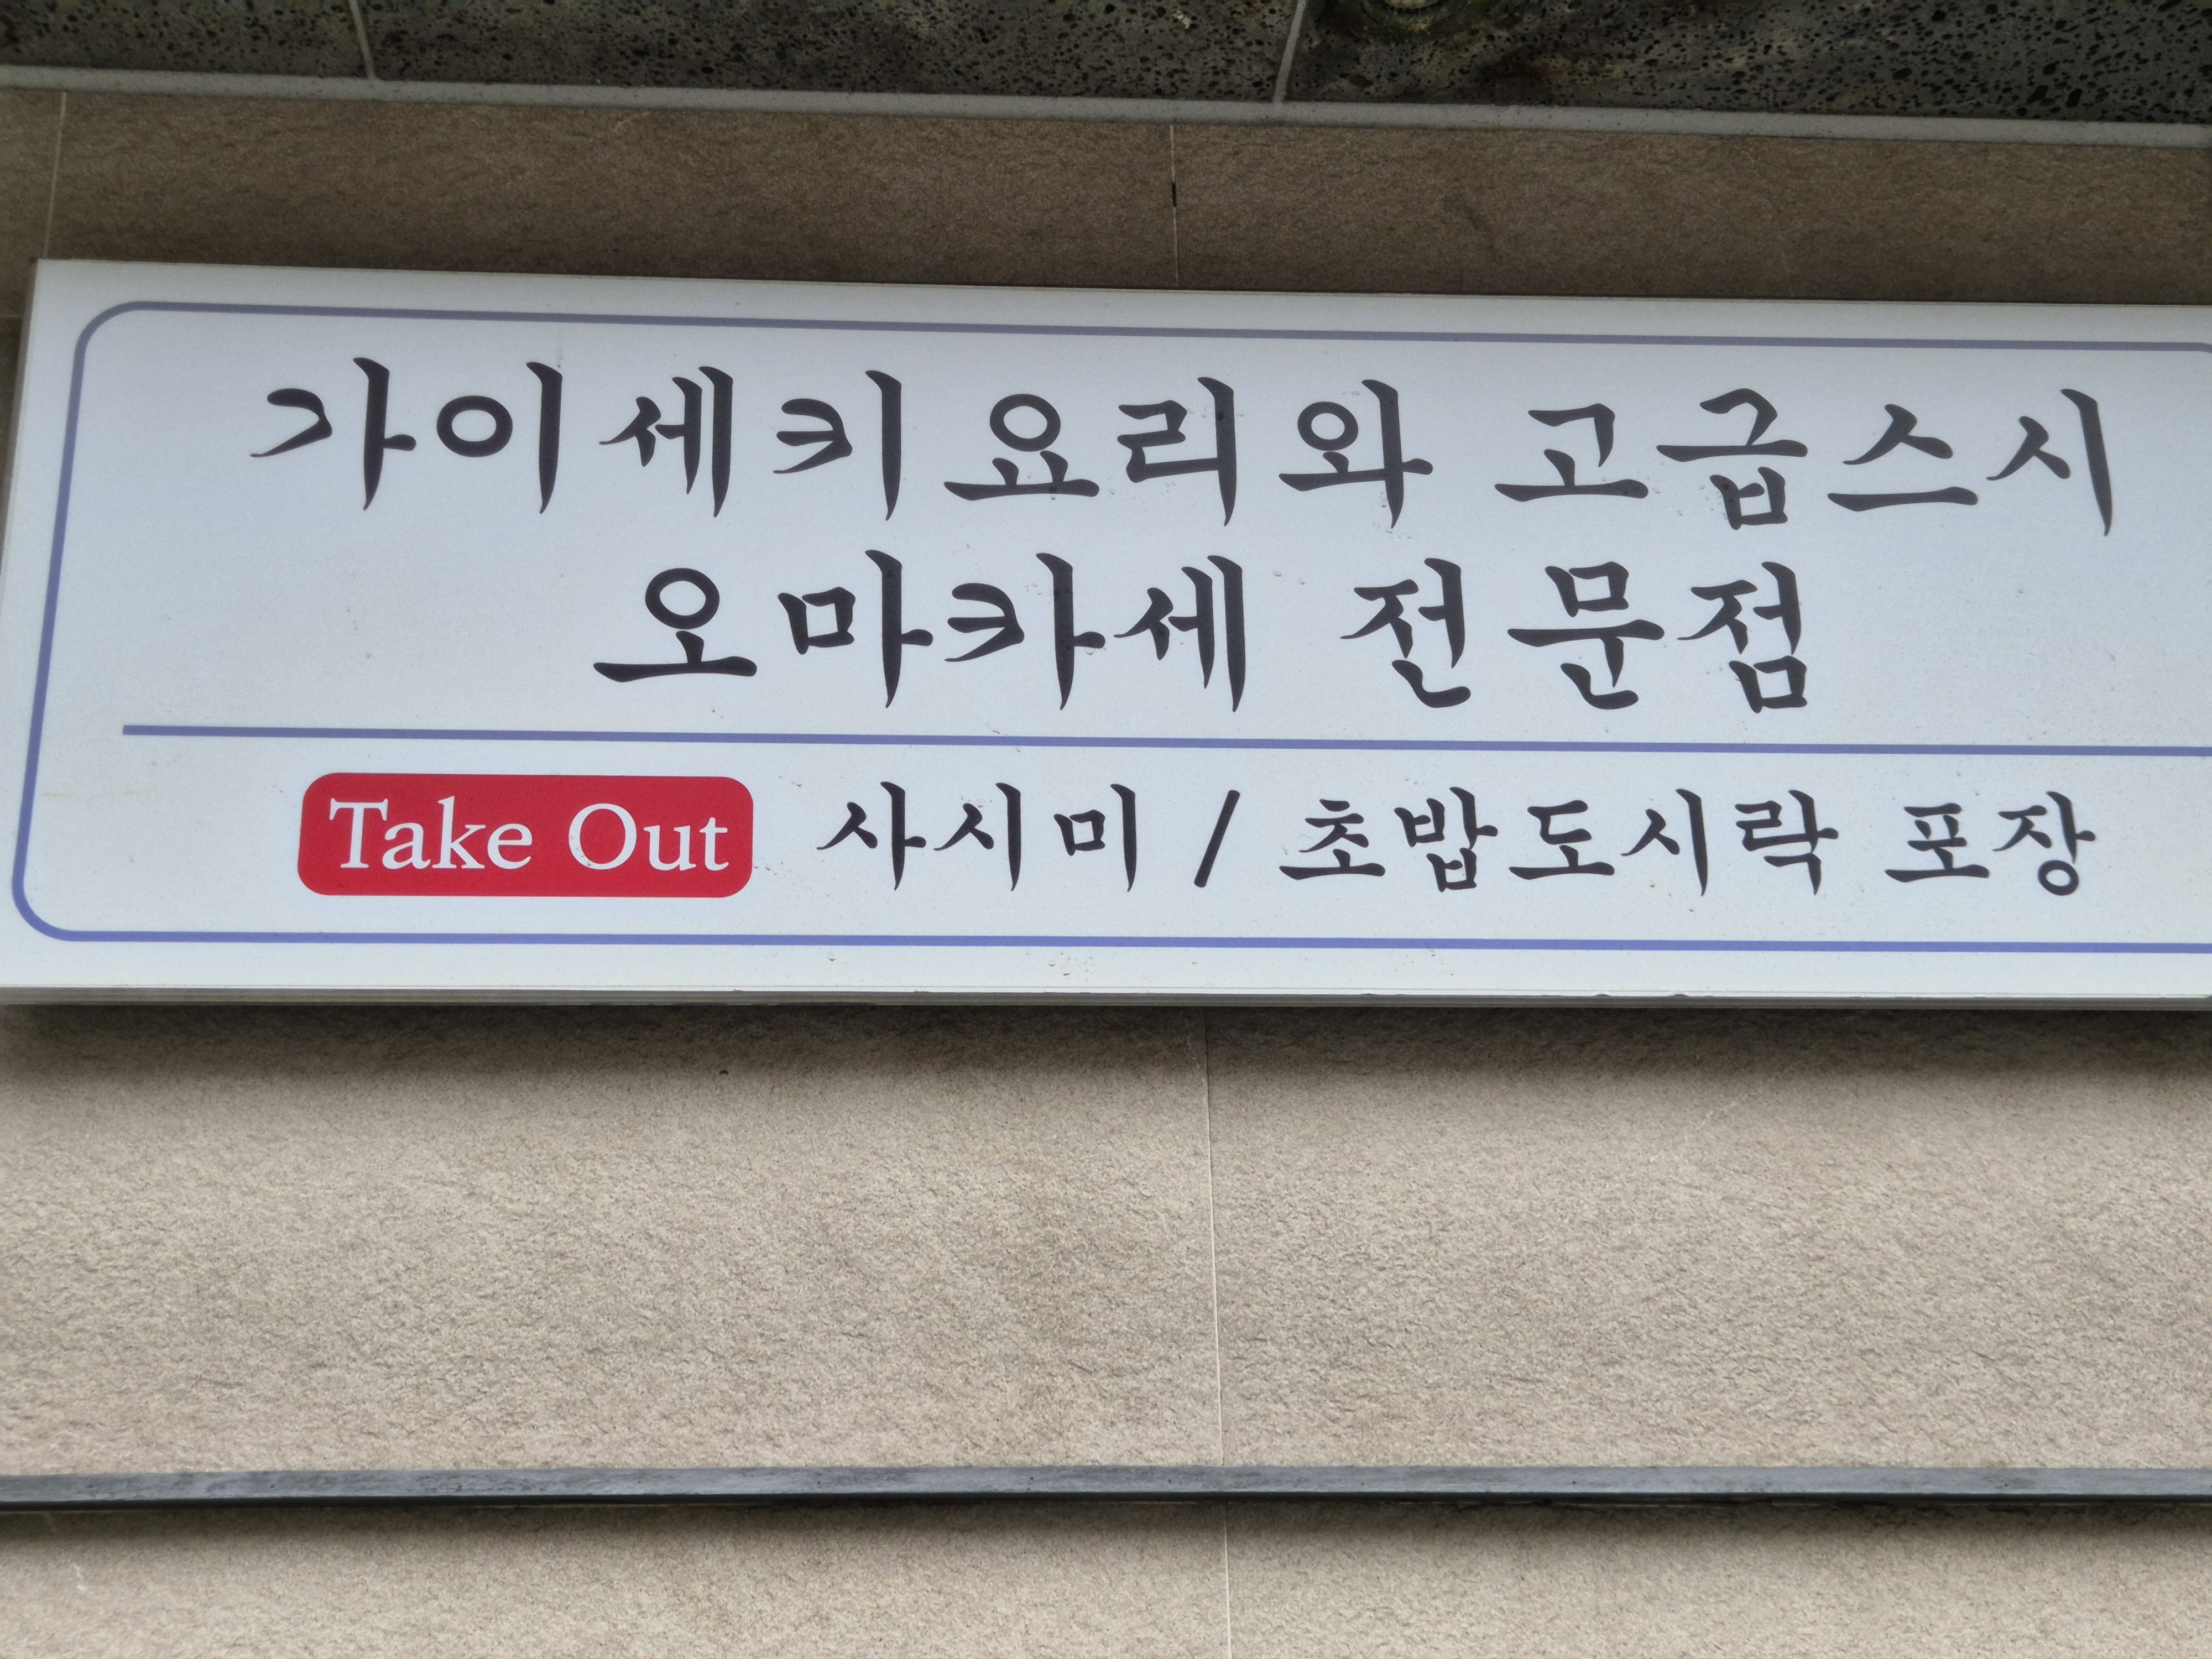 가이세키요리와 고급스시
오마카세 전문점
Take Out 사시미 / 초밥도시락 포장